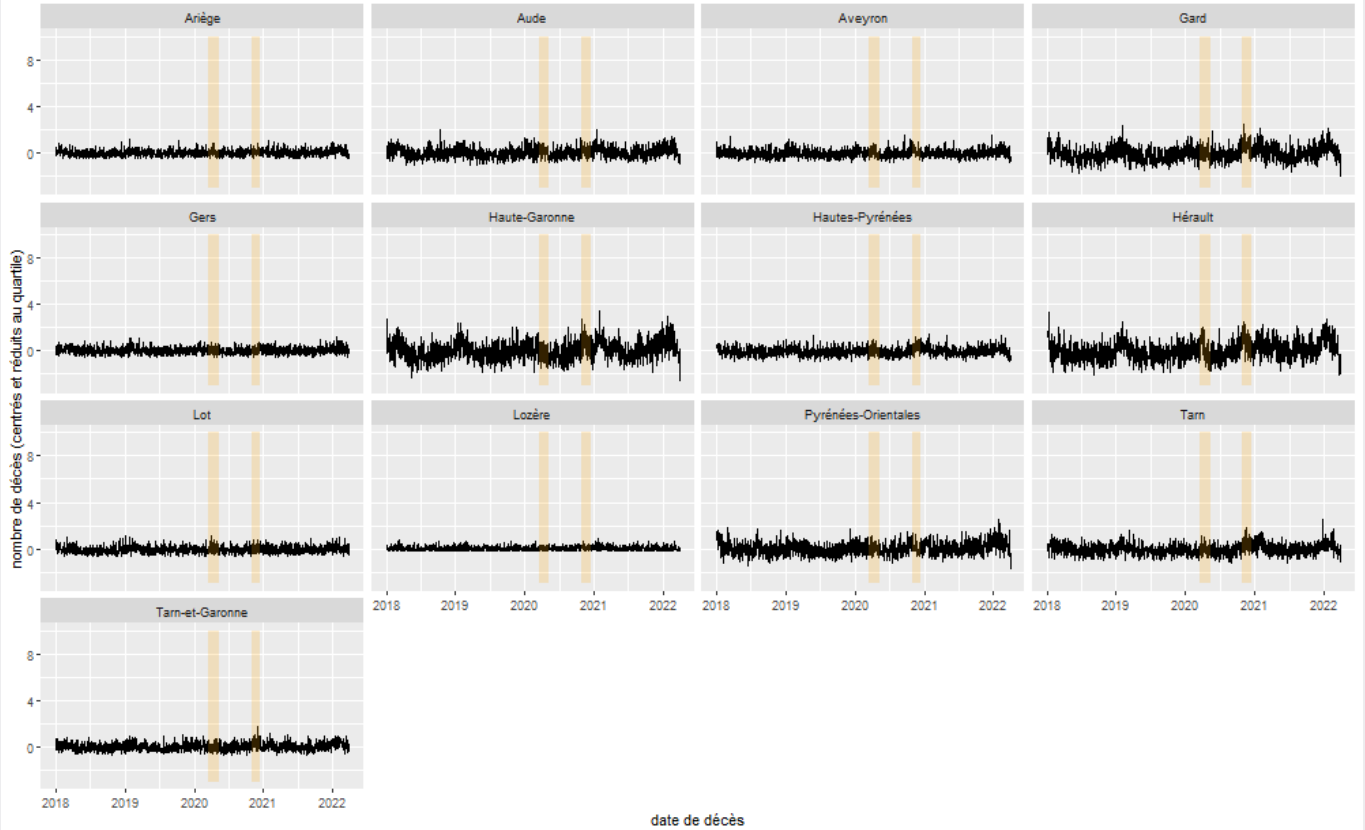 Ariège
Aude
Aveyron
Gard
8
4
0
Gers
Haute-Garonne
Hautes-Pyrénées
Hérault
8
4
0
nombre de décès (centrés et réduits au quartile)
Lot
Lozère
Pyrénées-Orientales
Tarn
8
4
0
2018 2019 2020 2021 2022
2018 2019 2020 2021 2022
2018 2019 2020 2021 2022
Tarn-et-Garonne
8
4
0
2018 2019 2020 2021 2022
date de décès